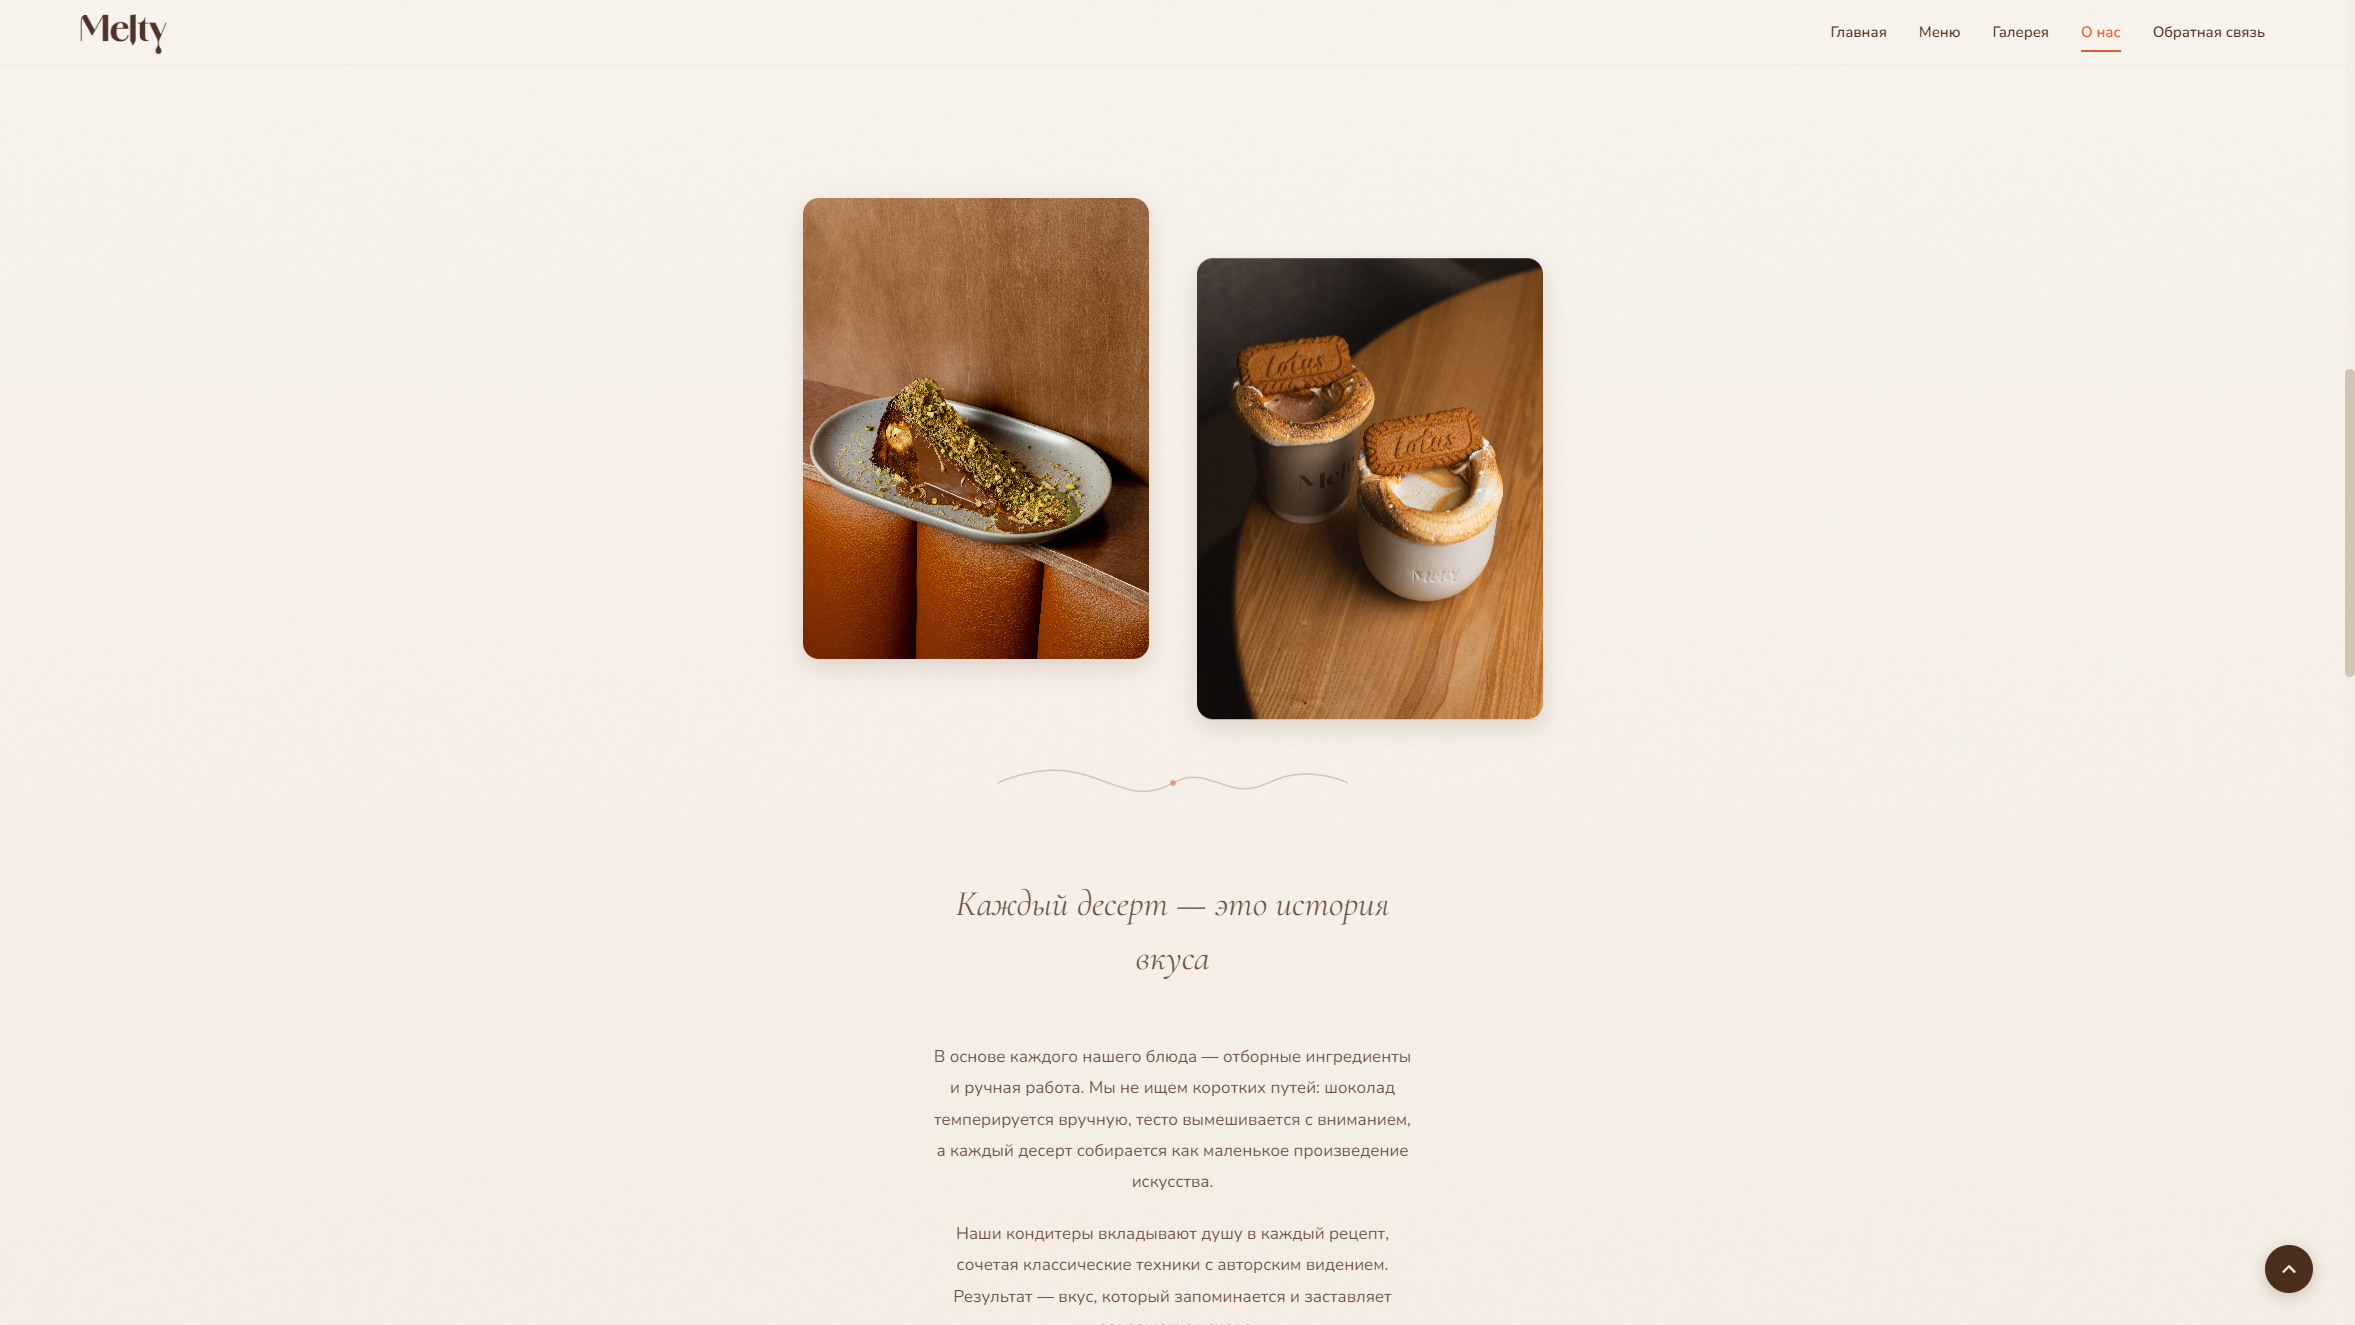 Melty
Главная Меню Галерея О нас Обратная связь
Lotus
Lotus
Melty
Каждый десерт — это история
вкуса
В основе каждого нашего блюда — отборные ингредиенты
и ручная работа. Мы не ищем коротких путей: шоколад
темперируется вручную, тесто вымешивается с вниманием,
а каждый десерт собирается как маленькое произведение
искусства.
Наши кондитеры вкладывают душу в каждый рецепт,
сочетая классические техники с авторским видением.
Результат — вкус, который запоминается и заставляет